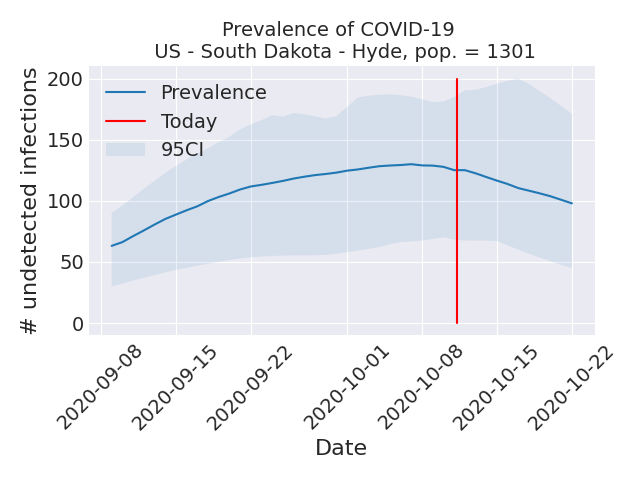 Prevalence of COVID-19
US - South Dakota - Hyde, pop. = 1301
# undetected infections
200
150
100
50
0
Prevalence
Today
95CI
2020-09-08
2020-09-15
2020-09-22
2020-10-01
2020-10-08
2020-10-15
2020-10-22
Date